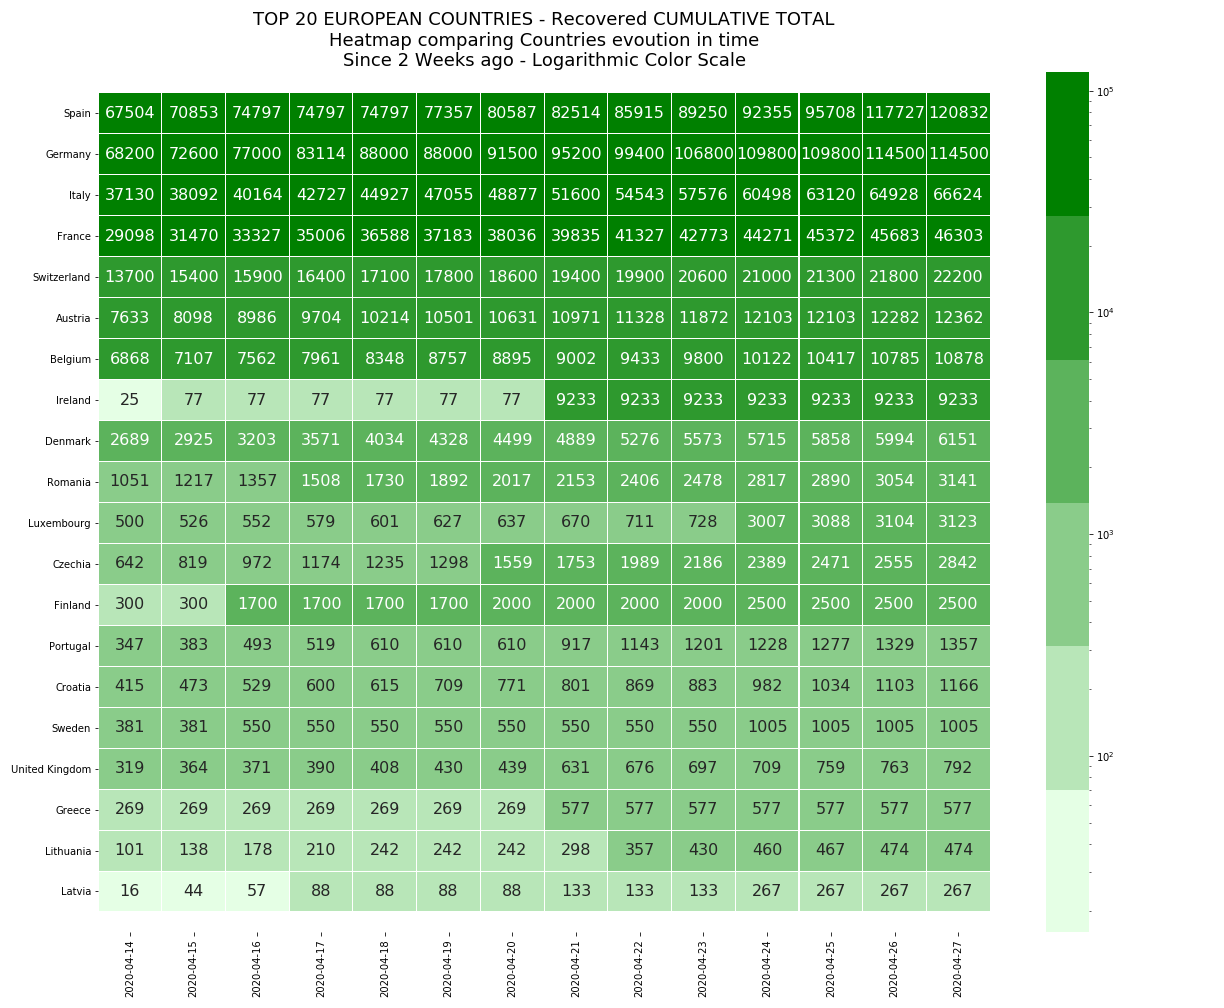 TOP 20 EUROPEAN COUNTRIES - Recovered CUMULATIVE TOTAL
Heatmap comparing Countries evoution in time
Since 2 Weeks ago - Logarithmic Color Scale
Spain 67504 70853 74797 74797 74797 77357 80587 82514 85915 89250 92355 95708 117727 120832
Germany 68200 72600 77000 83114 88000 88000 91500 95200 99400 106800 109800 109800 114500 114500
Italy 37130 38092 40164 42727 44927 47055 48877 51600 54543 57576 60498 63120 64928 66624
France 29098 31470 33327 35006 36588 37183 38036 39835 41327 42773 44271 45372 45683 46303
Switzerland 13700 15400 15900 16400 17100 17800 18600 19400 19900 20600 21000 21300 21800 22200
Austria 7633 8098 8986 9704 10214 10501 10631 10971 11328 11872 12103 12103 12282 12362
Belgium 6868 7107 7562 7961 8348 8757 8895 9002 9433 9800 10122 10417 10785 10878
Ireland 25 77 77 77 77 77 77 9233 9233 9233 9233 9233 9233 9233
Denmark 2689 2925 3203 3571 4034 4328 4499 4889 5276 5573 5715 5858 5994 6151
Romania 1051 1217 1357 1508 1730 1892 2017 2153 2406 2478 2817 2890 3054 3141
Luxembourg 500 526 552 579 601 627 637 670 711 728 3007 3088 3104 3123
Czechia 642 819 972 1174 1235 1298 1559 1753 1989 2186 2389 2471 2555 2842
Finland 300 300 1700 1700 1700 1700 2000 2000 2000 2000 2500 2500 2500 2500
Portugal 347 383 493 519 610 610 610 917 1143 1201 1228 1277 1329 1357
Croatia 415 473 529 600 615 709 771 801 869 883 982 1034 1103 1166
Sweden 381 381 550 550 550 550 550 550 550 550 1005 1005 1005 1005
United Kingdom 319 364 371 390 408 430 439 631 676 697 709 759 763 792
Greece 269 269 269 269 269 269 269 577 577 577 577 577 577 577
Lithuania 101 138 178 210 242 242 242 298 357 430 460 467 474 474
Latvia 16 44 57 88 88 88 88 133 133 133 267 267 267 267
2020-04-14 2020-04-15 2020-04-16 2020-04-17 2020-04-18 2020-04-19 2020-04-20 2020-04-21 2020-04-22 2020-04-23 2020-04-24 2020-04-25 2020-04-26 2020-04-27
10⁵
10⁴
10³
10²